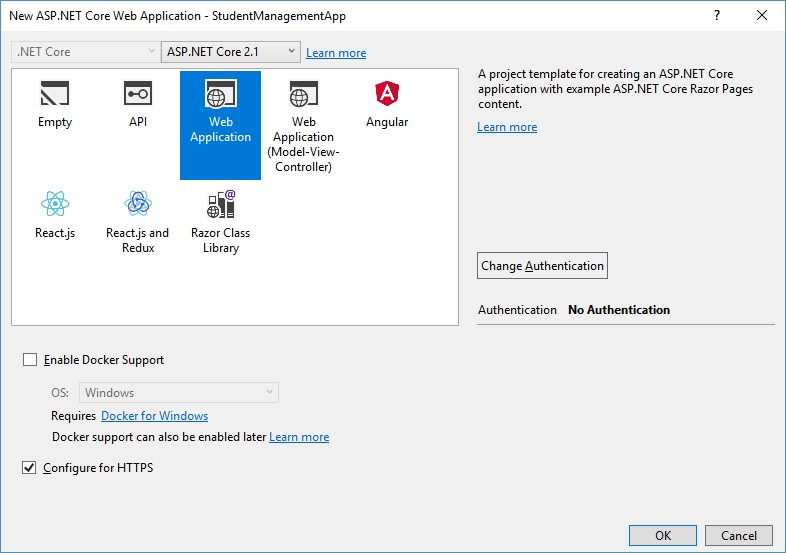 New ASP.NET Core Web Application - StudentManagementApp
.NET Core
ASP.NET Core 2.1
Learn more
Empty
API
Web
Application
Web
Application
(Model-View-
Controller)
Angular
React.js
React.js and
Redux
Razor Class
Library
A project template for creating an ASP.NET Core
application with example ASP.NET Core Razor Pages
content.
Learn more
Change Authentication
Authentication No Authentication
Enable Docker Support
OS: Windows
Requires Docker for Windows
Docker support can also be enabled later Learn more
Configure for HTTPS
OK
Cancel